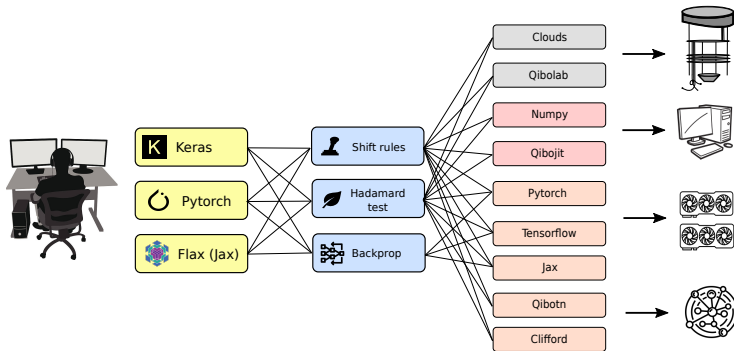 Keras
Pytorch
Flax (Jax)
Shift rules
Hadamard
test
Backprop
Clouds
Qibolab
Numpy
Qibojit
Pytorch
Tensorflow
Jax
Qibotn
Clifford
K